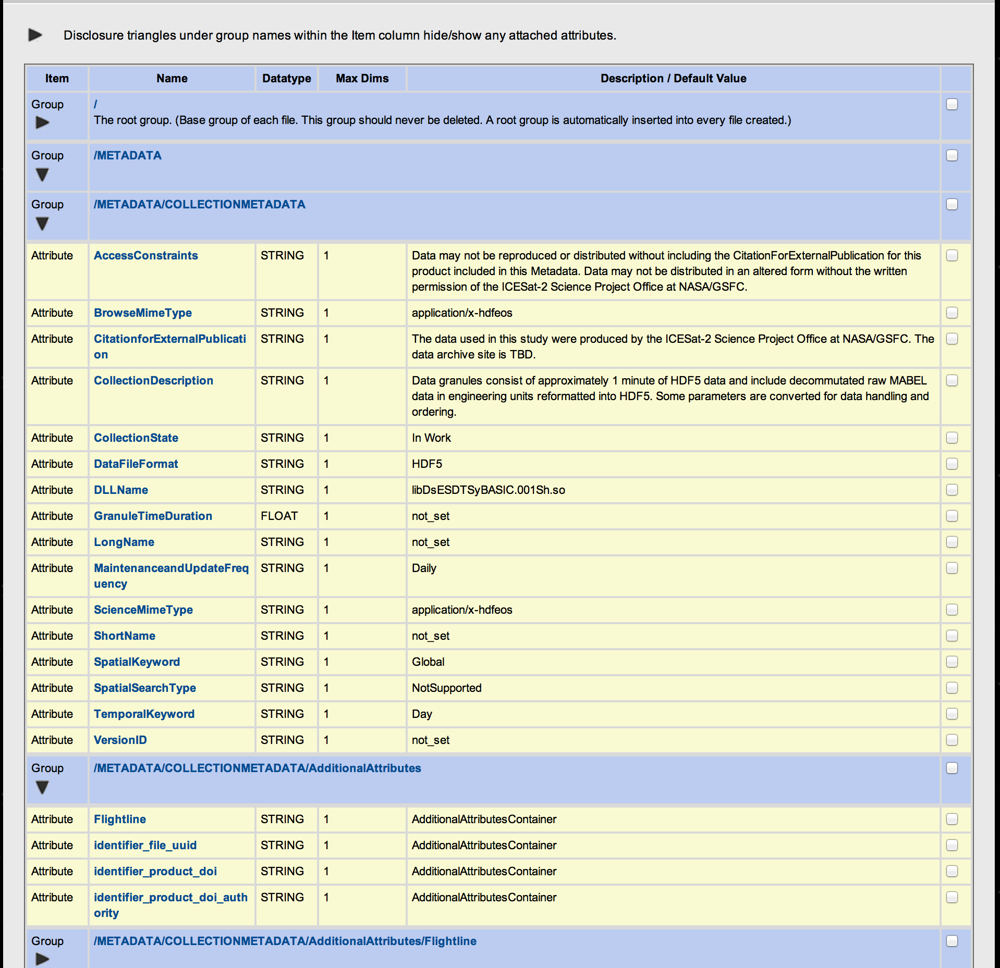 Disclosure triangles under group names within the Item column hide/show any attached attributes.
Item Name Datatype Max Dims Description / Default Value
Group /
The root group. (Base group of each file. This group should never be deleted. A root group is automatically inserted into every file created.)
Group /METADATA
Group /METADATA/COLLECTIONMETADATA
Attribute AccessConstraints STRING 1 Data may not be reproduced or distributed without including the CitationForExternalPublication for this
product included in this Metadata. Data may not be distributed in an altered form without the written
permission of the ICESat-2 Science Project Office at NASA/GSFC.
Attribute BrowseMimeType STRING 1 application/x-hdfeos
Attribute CitationforExternalPublicati STRING 1 The data used in this study were produced by the ICESat-2 Science Project Office at NASA/GSFC. The
on data archive site is TBD.
Attribute CollectionDescription STRING 1 Data granules consist of approximately 1 minute of HDF5 data and include decommutated raw MABEL
data in engineering units reformatted into HDF5. Some parameters are converted for data handling and
ordering.
Attribute CollectionState STRING 1 In Work
Attribute DataFileFormat STRING 1 HDF5
Attribute DLLName STRING 1 libDsESDTSyBASIC.001Sh.so
Attribute GranuleTimeDuration FLOAT 1 not_set
Attribute LongName STRING 1 not_set
Attribute MaintenanceandUpdateFreq STRING 1 Daily
uency
Attribute ScienceMimeType STRING 1 application/x-hdfeos
Attribute ShortName STRING 1 not_set
Attribute SpatialKeyword STRING 1 Global
Attribute SpatialSearchType STRING 1 NotSupported
Attribute TemporalKeyword STRING 1 Day
Attribute VersionID STRING 1 not_set
Group /METADATA/COLLECTIONMETADATA/AdditionalAttributes
Attribute Flightline STRING 1 AdditionalAttributesContainer
Attribute identifier_file_uuid STRING 1 AdditionalAttributesContainer
Attribute identifier_product_doi STRING 1 AdditionalAttributesContainer
Attribute identifier_product_doi_auth STRING 1 AdditionalAttributesContainer
ority
Group /METADATA/COLLECTIONMETADATA/AdditionalAttributes/Flightline